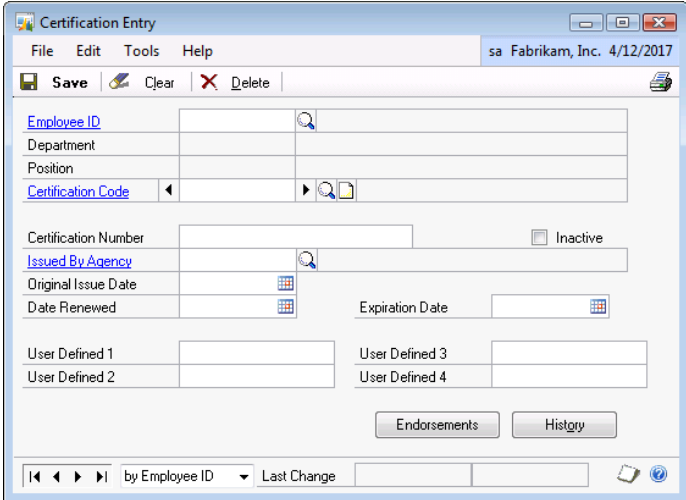 Certification Entry
File Edit Tools Help sa Fabrikam, Inc. 4/12/2017
Save Clear Delete
Employee ID
Department
Position
Certification Code
Certification Number Inactive
Issued By Agency
Original Issue Date
Date Renewed Expiration Date
User Defined 1 User Defined 3
User Defined 2 User Defined 4
Endorsements History
by Employee ID Last Change